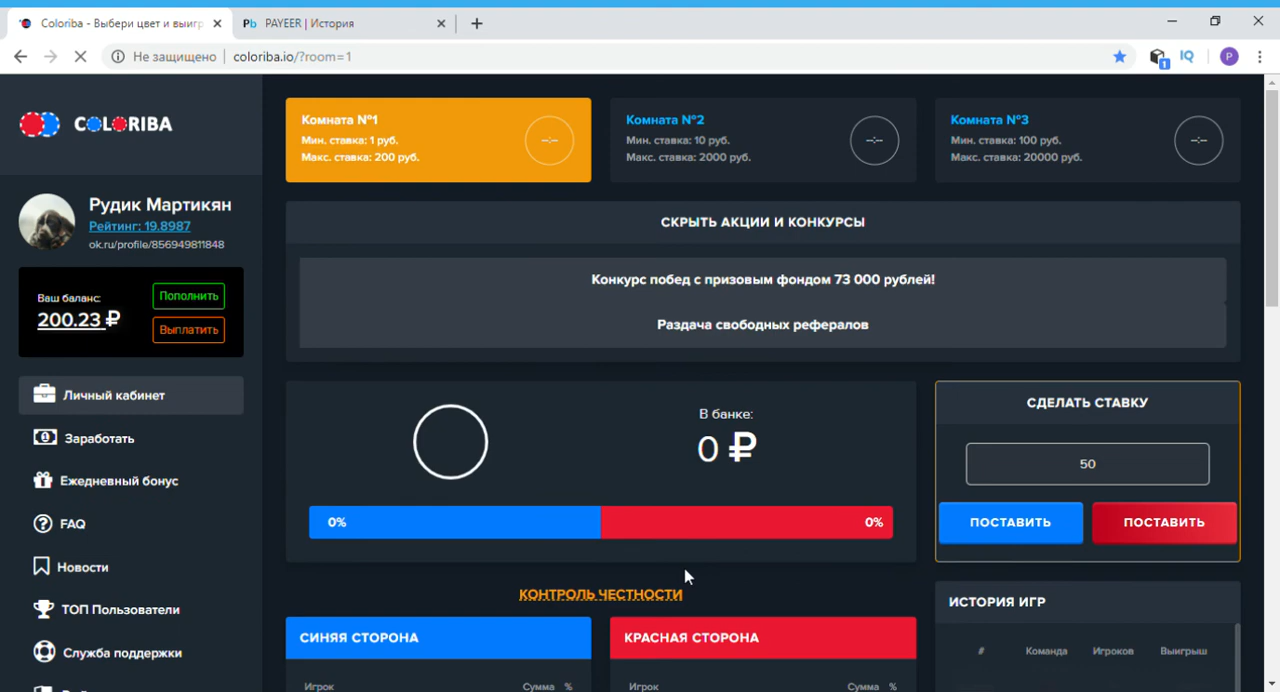 Coloriba - Выбери цвет и выигр
PAYEER | История
Не защищено
coloriba.io/?room=1
IQ
P
1
COLORIBA
Комната №1
Мин. ставка: 1 руб.
Макс. ставка: 200 руб.
--:--
Комната №2
Мин. ставка: 10 руб.
Макс. ставка: 2000 руб.
--:--
Комната №3
Мин. ставка: 100 руб.
Макс. ставка: 20000 руб.
--:--
Рудик Мартикян
Рейтинг: 19.8987
ok.ru/profile/856949811848
Ваш баланс:
200.23 ₽
Пополнить
Выплатить
Личный кабинет
Заработать
Ежедневный бонус
FAQ
Новости
ТОП Пользователи
Служба поддержки
СКРЫТЬ АКЦИИ И КОНКУРСЫ
Конкурс побед с призовым фондом 73 000 рублей!
Раздача свободных рефералов
В банке:
0 ₽
0%
0%
СДЕЛАТЬ СТАВКУ
50
ПОСТАВИТЬ
ПОСТАВИТЬ
КОНТРОЛЬ ЧЕСТНОСТИ
СИНЯЯ СТОРОНА
Игрок Сумма %
КРАСНАЯ СТОРОНА
Игрок Сумма %
ИСТОРИЯ ИГР
# Команда Игроков Выигрыш